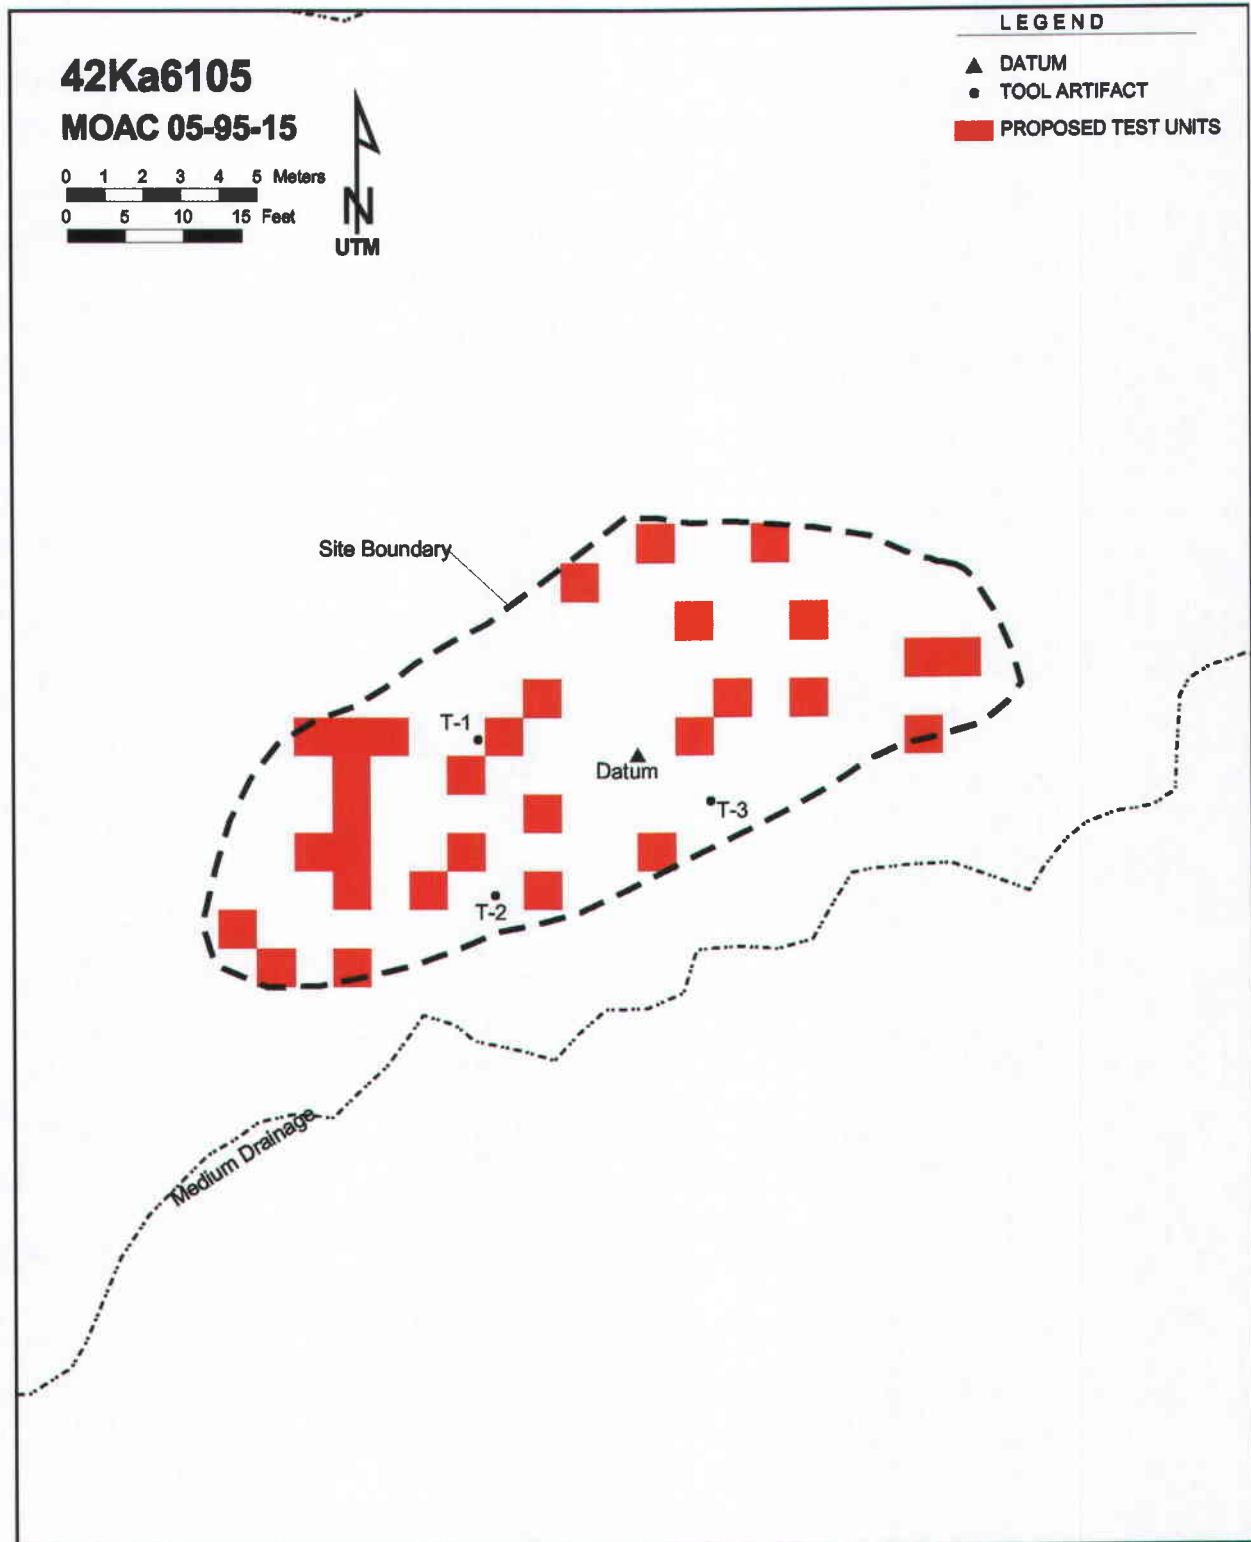 42Ka6105
MOAC 05-95-15
0 1 2 3 4 5 Meters
0 5 10 15 Feet
N
UTM
LEGEND
DATUM
TOOL ARTIFACT
PROPOSED TEST UNITS
Site Boundary
T-1
Datum
T-3
T-2
Medium Drainage